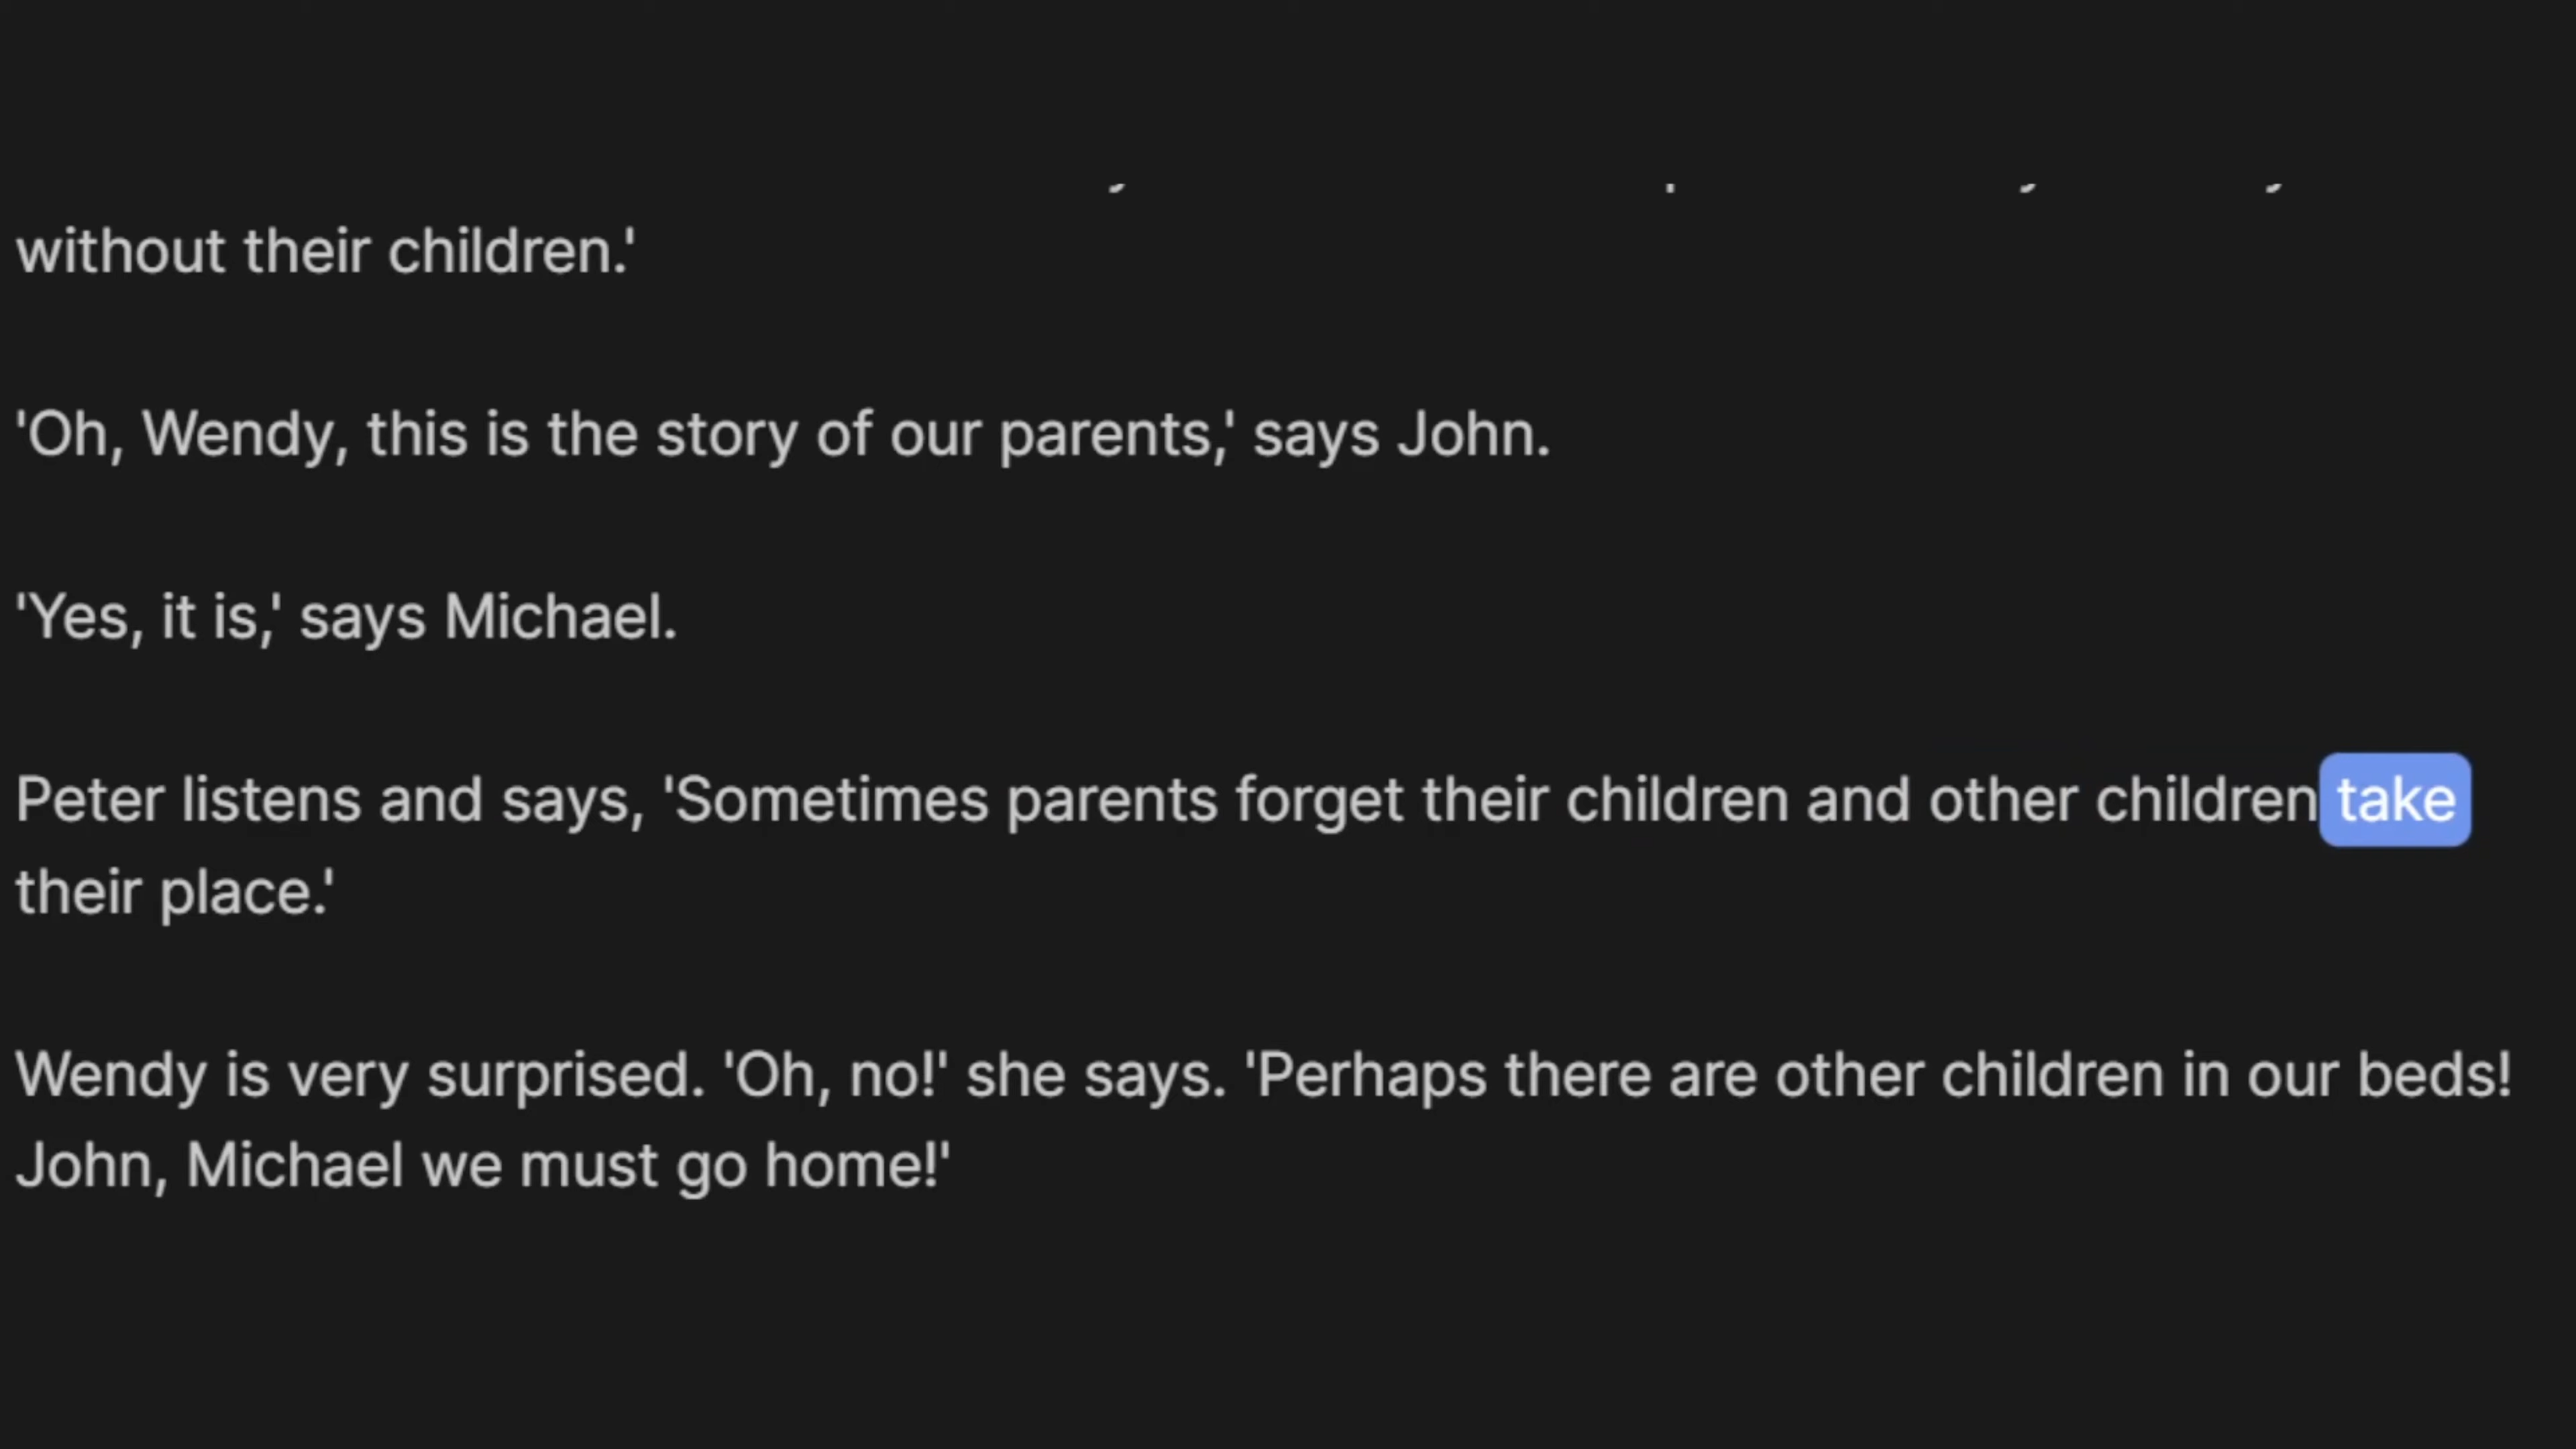 without their children.'
'Oh, Wendy, this is the story of our parents,' says John.
'Yes, it is,' says Michael.
Peter listens and says, 'Sometimes parents forget their children and other children take
their place.'
Wendy is very surprised. 'Oh, no!' she says. 'Perhaps there are other children in our beds!
John, Michael we must go home!'